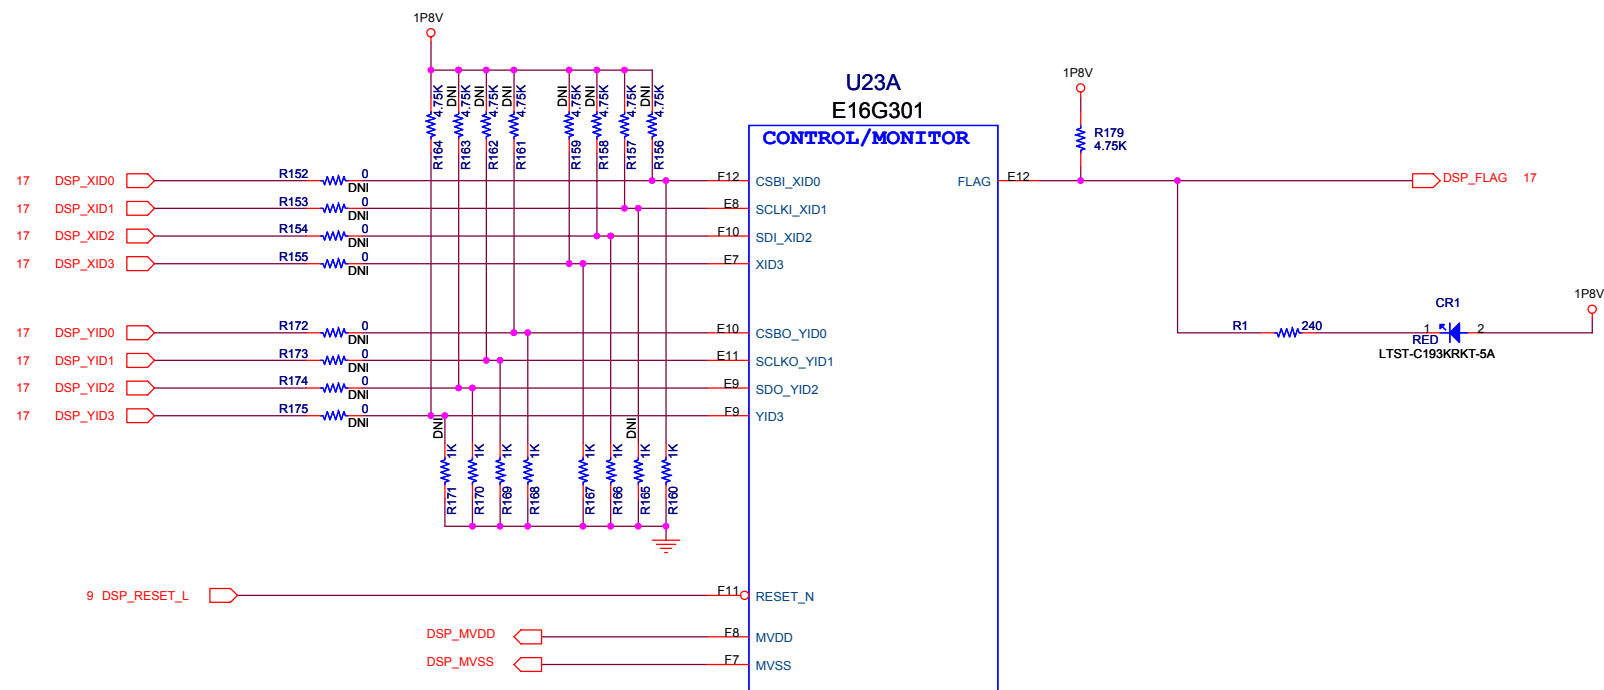 1P8V
U23A
E16G301
CONTROL/MONITOR
1P8V
4.75K
DNI
4.75K
DNI
4.75K
DNI
4.75K
DNI
4.75K
DNI
4.75K
4.75K
DNI
4.75K
R164
R163
R162
R161
R159
R158
R157
R156
R179
4.75K
17 DSP_XID0
R152 0
DNI
F12 CSBI_XID0
FLAG E12
DSP_FLAG 17
17 DSP_XID1
R153 0
DNI
E8 SCLKI_XID1
17 DSP_XID2
R154 0
DNI
F10 SDI_XID2
17 DSP_XID3
R155 0
DNI
E7 XID3
17 DSP_YID0
R172 0
DNI
E10 CSBO_YID0
17 DSP_YID1
R173 0
DNI
E11 SCLKO_YID1
17 DSP_YID2
R174 0
DNI
E9 SDO_YID2
17 DSP_YID3
R175 0
DNI
F9 YID3
1P8V
CR1
R1 240
1 2
RED
LTST-C193KRKT-5A
DNI
DNI
1K
1K
1K
1K
1K
1K
1K
1K
R171
R170
R169
R168
R167
R166
R165
R160
9 DSP_RESET_L
F11 RESET_N
DSP_MVDD
F8 MVDD
DSP_MVSS
F7 MVSS